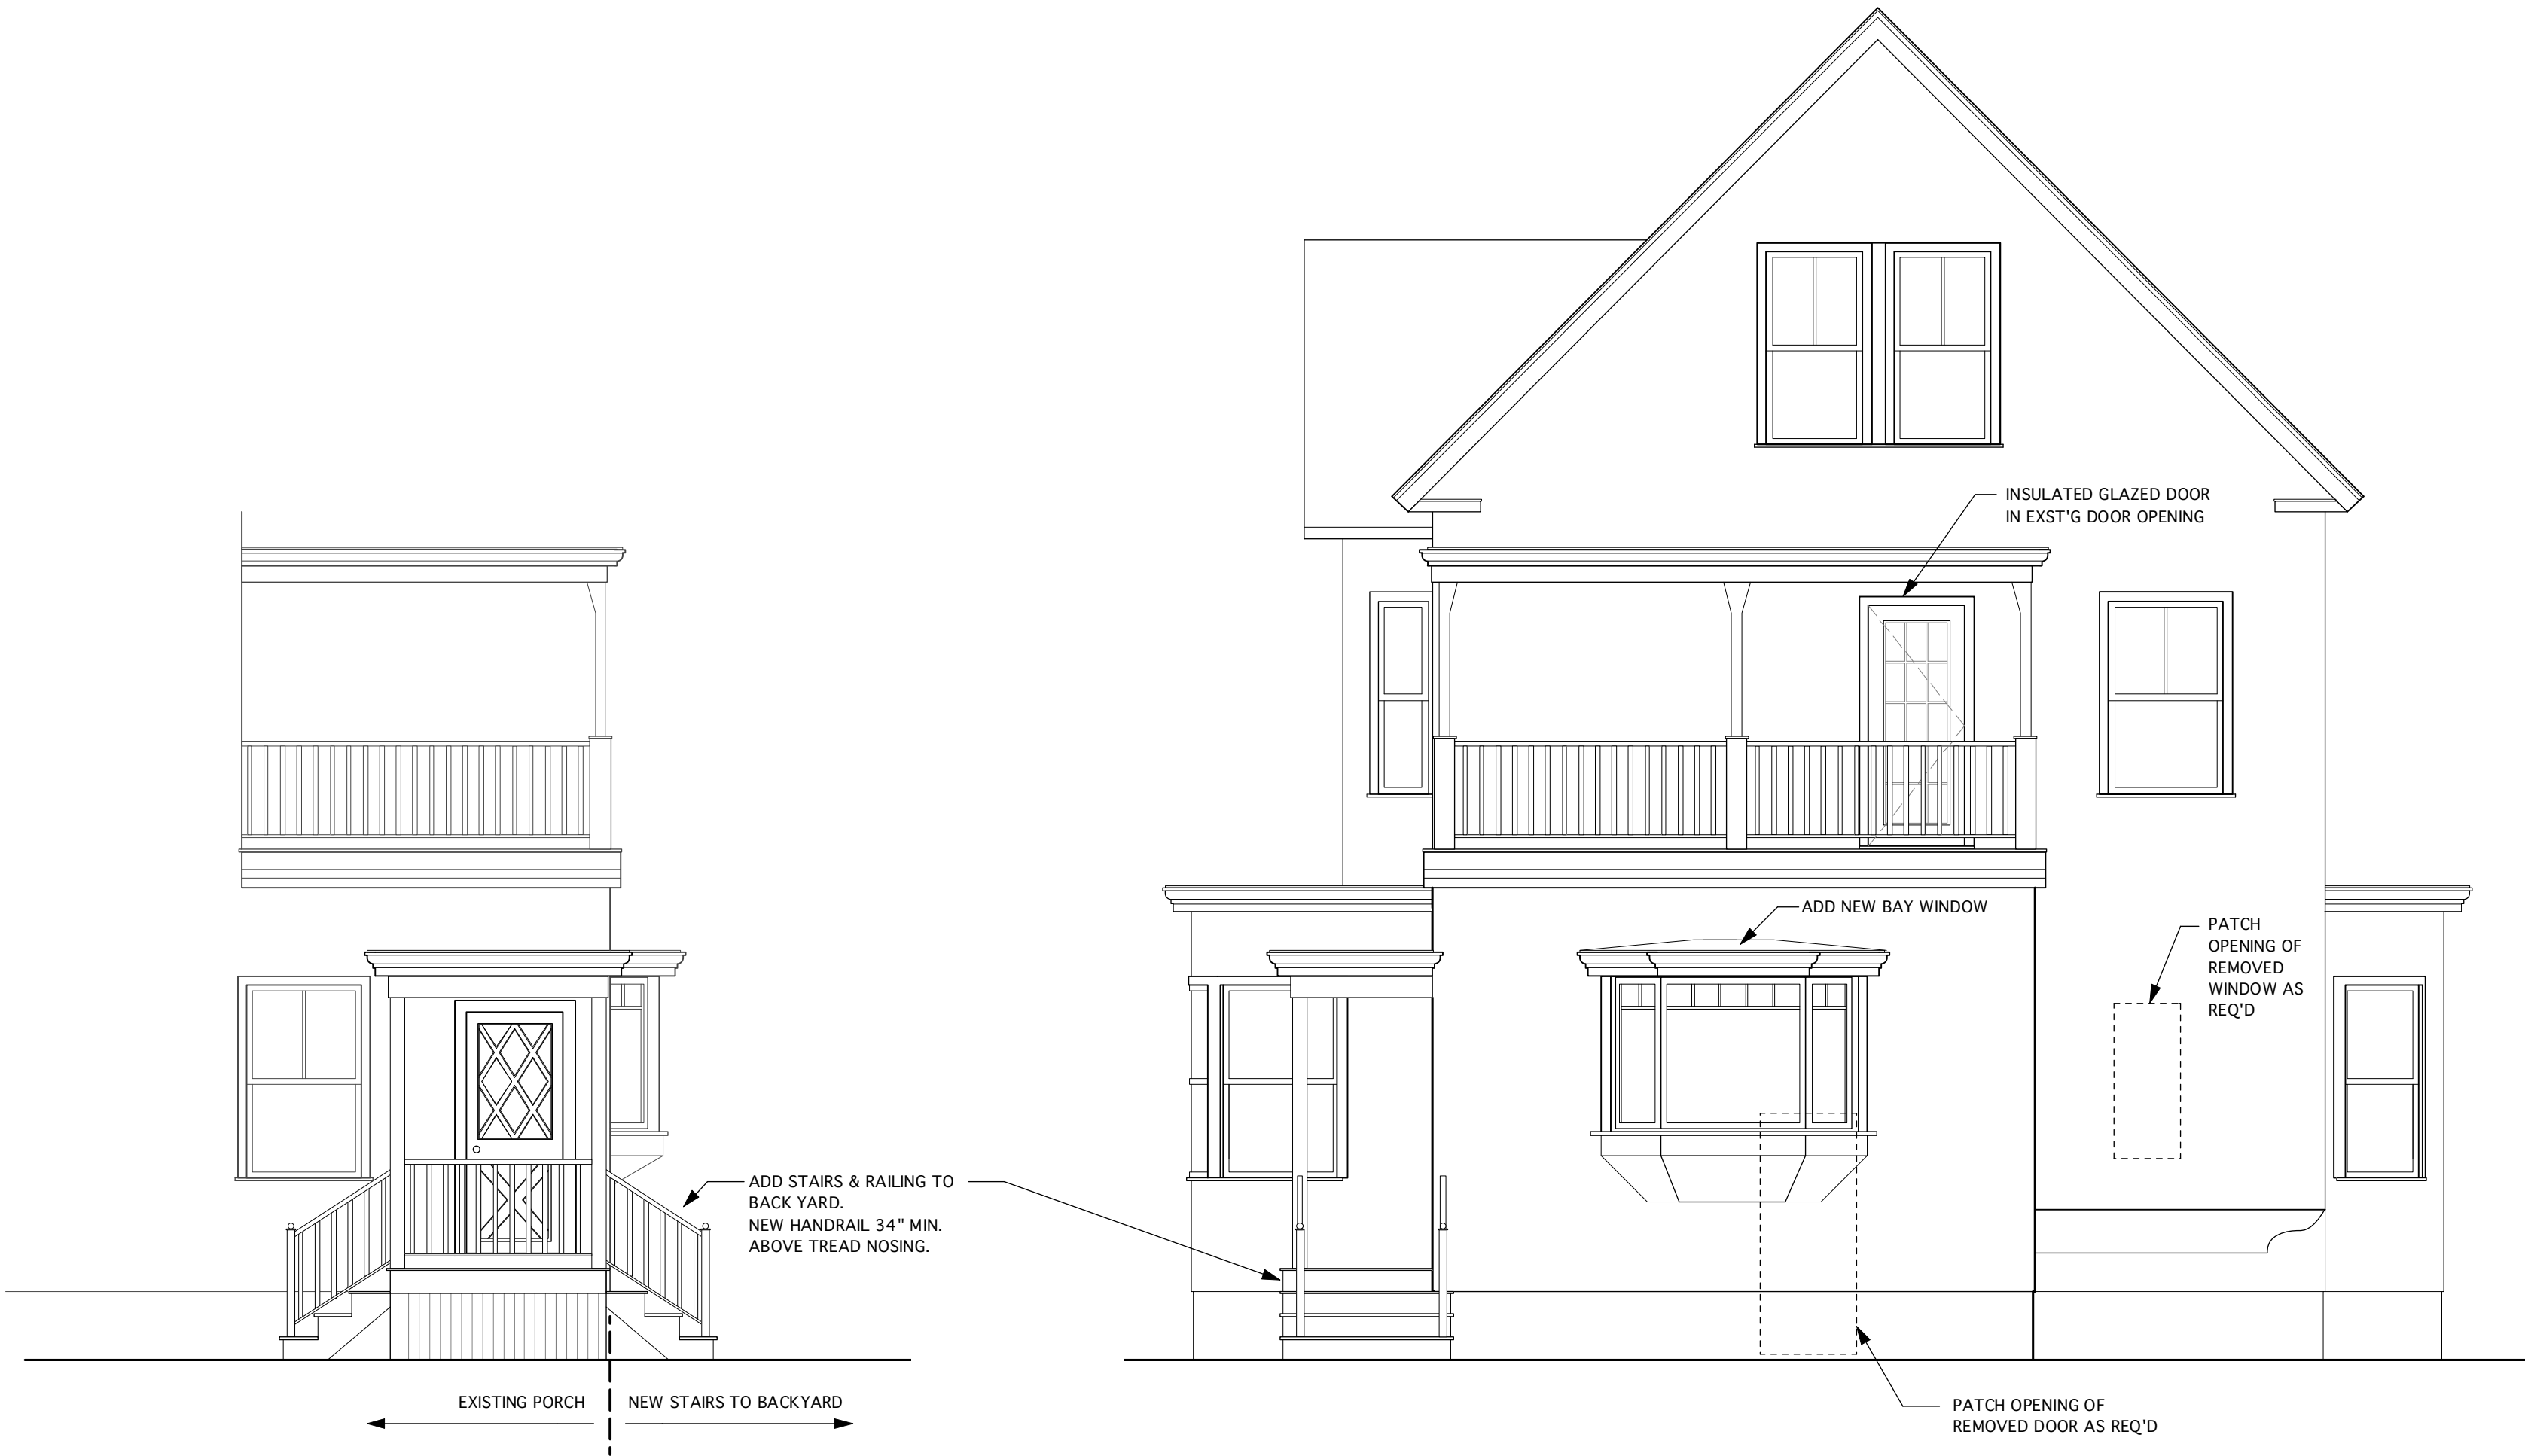 INSULATED GLAZED DOOR
IN EXST'G DOOR OPENING
ADD NEW BAY WINDOW
PATCH
OPENING OF
REMOVED
WINDOW AS
REQ'D
ADD STAIRS & RAILING TO
BACK YARD.
NEW HANDRAIL 34" MIN.
ABOVE TREAD NOSING.
EXISTING PORCH
NEW STAIRS TO BACKYARD
PATCH OPENING OF
REMOVED DOOR AS REQ'D